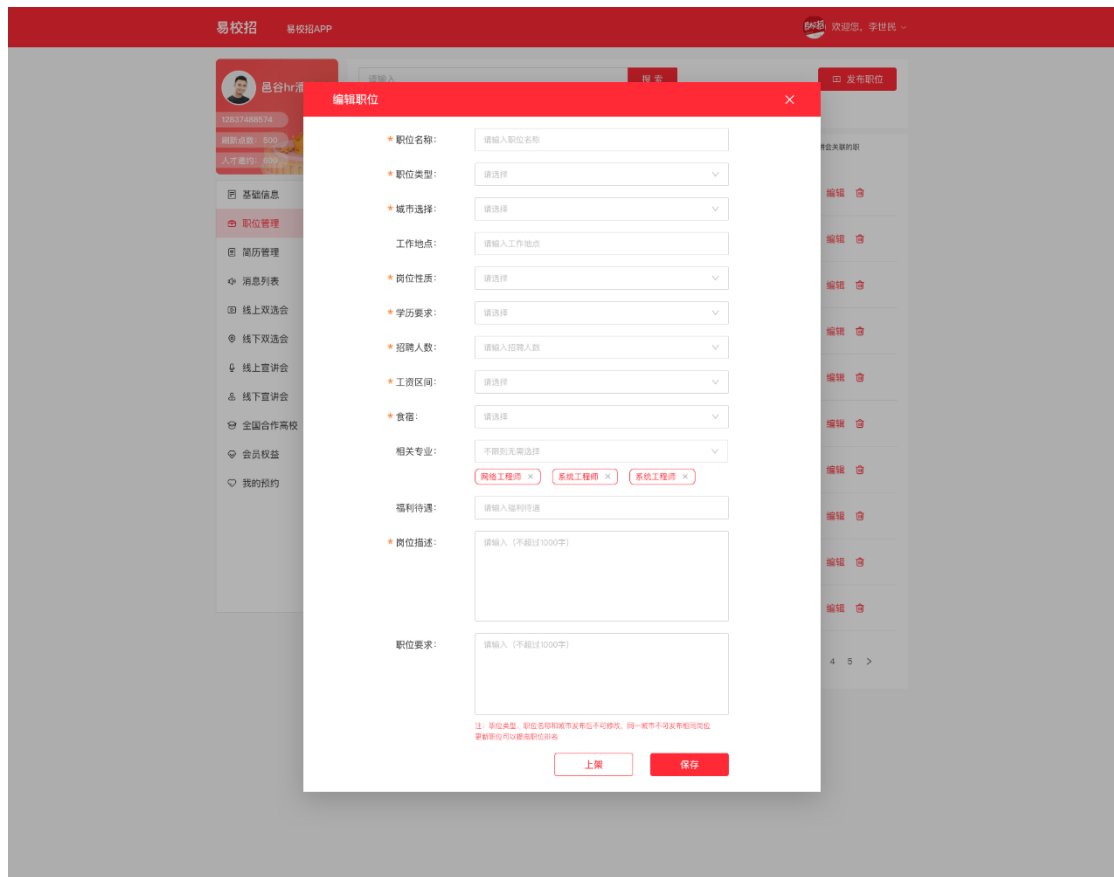 易校招 易校招APP 欢迎您，李世民
邑谷hr
请输入 搜索 发布职位
12837488574
刷新点数：500
人才邀约：
基础信息
职位管理
简历管理
消息列表
线上双选会
线下双选会
线上宣讲会
线下宣讲会
全国合作高校
会员权益
我的预约
编辑职位
* 职位名称： 请输入职位名称
* 职位类型： 请选择
* 城市选择： 请选择
工作地点： 请输入工作地点
* 岗位性质： 请选择
* 学历要求： 请选择
* 招聘人数： 请输入招聘人数
* 工资区间： 请选择
* 食宿： 请选择
相关专业： 不限则无需选择
网络工程师 × 系统工程师 × 系统工程师 ×
福利待遇： 请输入福利待遇
* 岗位描述： 请输入（不超过1000字）
职位要求： 请输入（不超过1000字）
注：职位类型、职位名称和城市发布后不可修改，同一城市不可发布相同岗位
更新职位可以提高职位排名
上架 保存
会关联的职
编辑
编辑
编辑
编辑
编辑
编辑
编辑
编辑
编辑
编辑
4 5 >